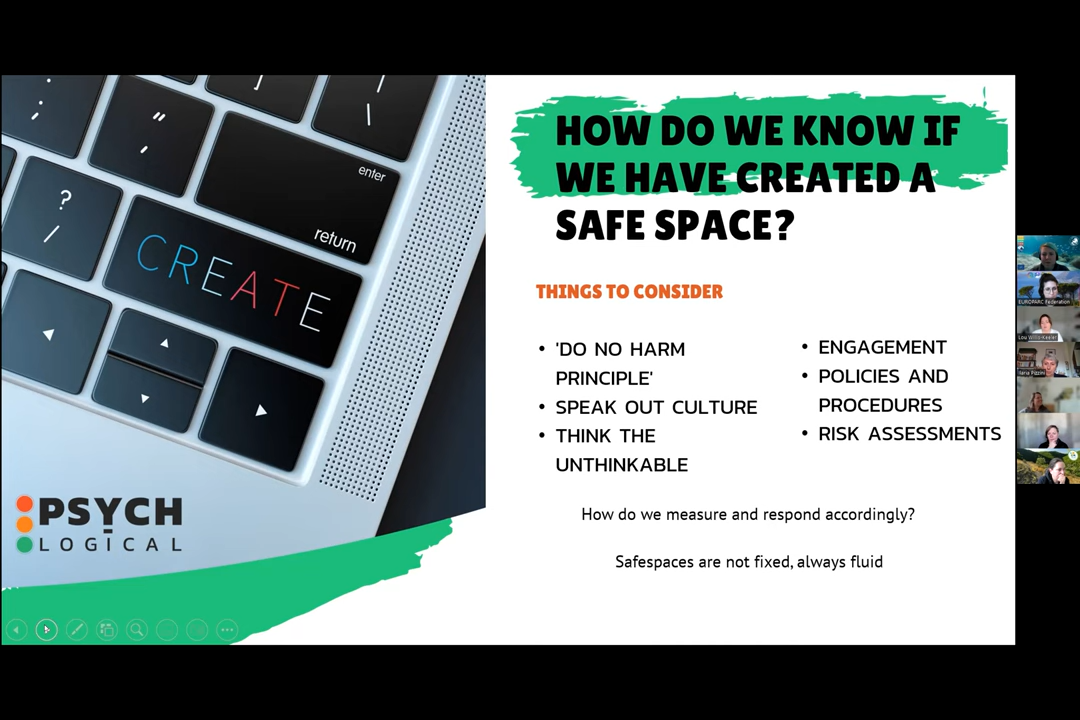 :
;
"
,
]
|
\
?
/
enter
return
CREATE
PSYCH
LOGICAL
HOW DO WE KNOW IF
WE HAVE CREATED A
SAFE SPACE?
THINGS TO CONSIDER
• 'DO NO HARM
PRINCIPLE'
• SPEAK OUT CULTURE
• THINK THE
UNTHINKABLE
• ENGAGEMENT
• POLICIES AND
PROCEDURES
• RISK ASSESSMENTS
How do we measure and respond accordingly?
Safespaces are not fixed, always fluid
EUROPARC Federation